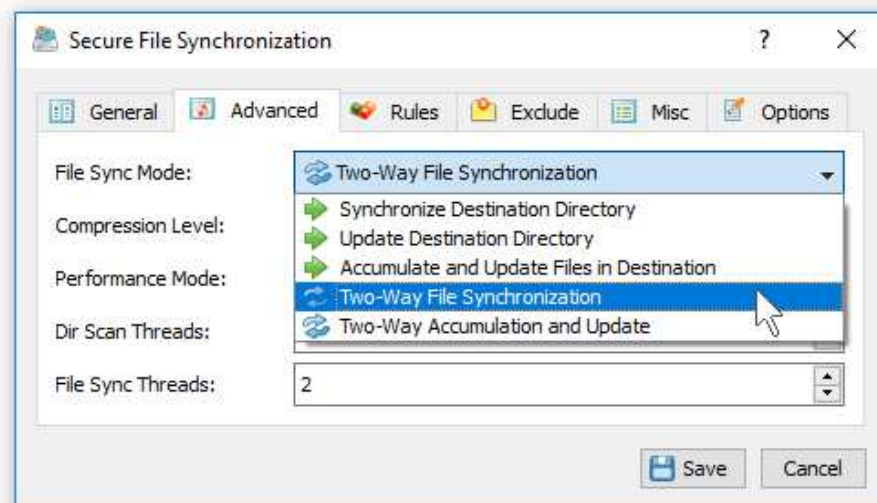 Secure File Synchronization
?
General Advanced Rules Exclude Misc Options
File Sync Mode: Two-Way File Synchronization
Synchronize Destination Directory
Compression Level:
Update Destination Directory
Accumulate and Update Files in Destination
Performance Mode:
Two-Way File Synchronization
Dir Scan Threads:
Two-Way Accumulation and Update
File Sync Threads: 2
Save Cancel